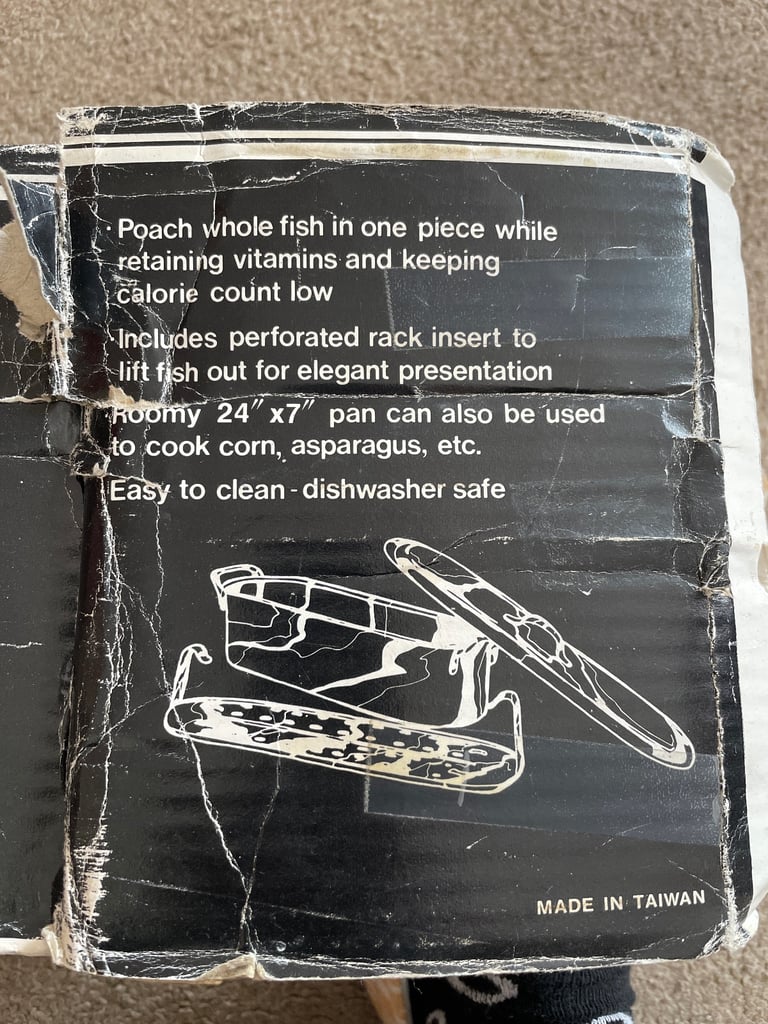 · Poach whole fish in one piece while
retaining vitamins and keeping
calorie count low
Includes perforated rack insert to
lift fish out for elegant presentation
Roomy 24″ x 7″ pan can also be used
to cook corn, asparagus, etc.
Easy to clean - dishwasher safe
MADE IN TAIWAN